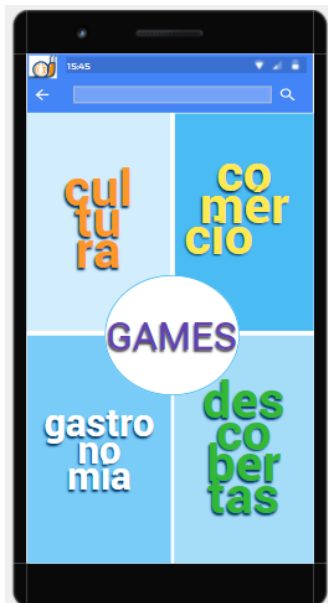 15:45
cul
tu
ra
co
mér
cio
GAMES
gastro
no
mia
des
co
ber
tas